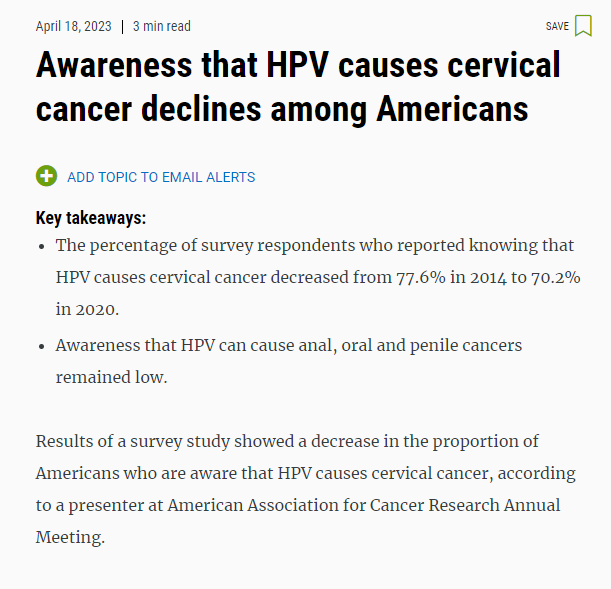 April 18, 2023 | 3 min read
SAVE
Awareness that HPV causes cervical
cancer declines among Americans
ADD TOPIC TO EMAIL ALERTS
Key takeaways:
• The percentage of survey respondents who reported knowing that
HPV causes cervical cancer decreased from 77.6% in 2014 to 70.2%
in 2020.
• Awareness that HPV can cause anal, oral and penile cancers
remained low.
Results of a survey study showed a decrease in the proportion of
Americans who are aware that HPV causes cervical cancer, according
to a presenter at American Association for Cancer Research Annual
Meeting.